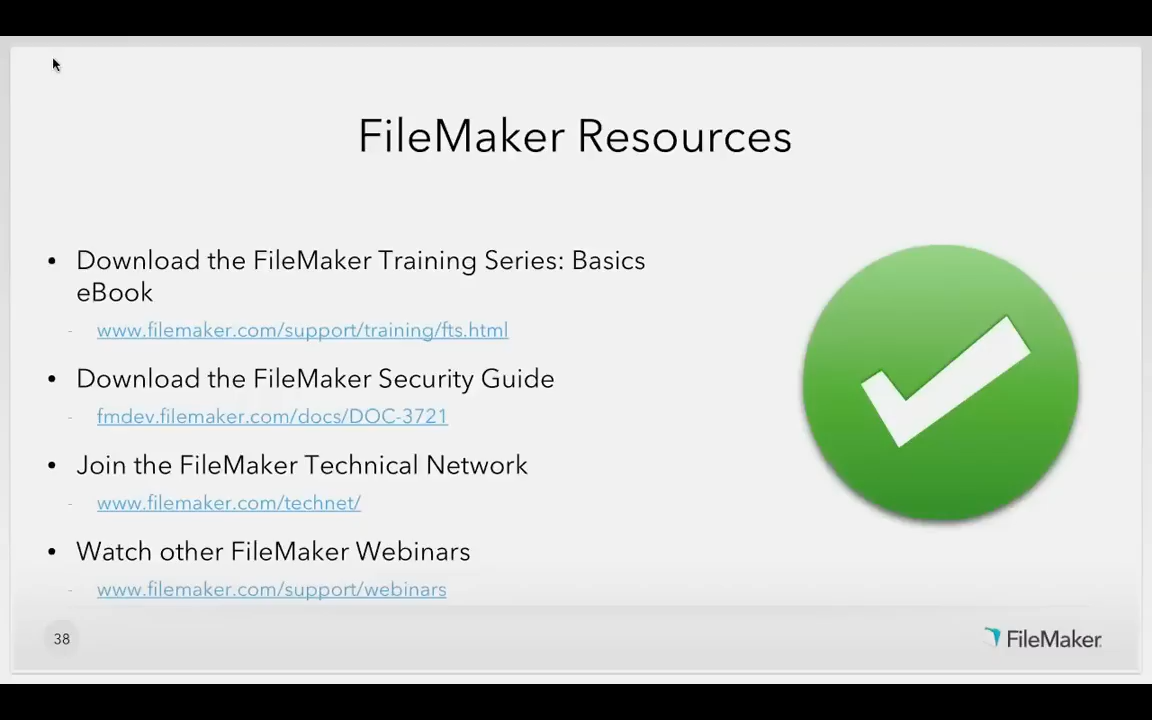 FileMaker Resources
• Download the FileMaker Training Series: Basics
eBook
- www.filemaker.com/support/training/fts.html
• Download the FileMaker Security Guide
- fmdev.filemaker.com/docs/DOC-3721
• Join the FileMaker Technical Network
- www.filemaker.com/technet/
• Watch other FileMaker Webinars
- www.filemaker.com/support/webinars
38
FileMaker